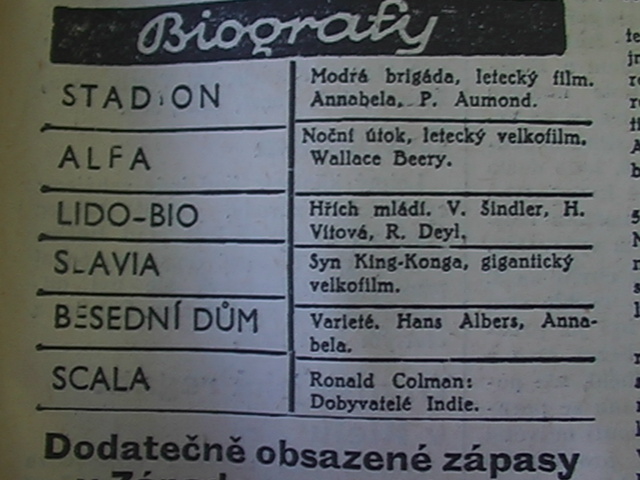 Biografy
STADION
Modrá brigáda, letecký film.
Annabela, P. Aumond.
ALFA
Noční útok, letecký velkofilm.
Wallace Beery.
LIDO-BIO
Hřích mládí. V. Šindler, H.
Vítová, R. Deyl,
SLAVIA
Syn King-Konga, gigantický
velkofilm.
BESEDNÍ DŮM
Varieté. Hans Albers, Anna-
bela.
SCALA
Ronald Colman:
Dobyvatelé Indie.
Dodatečně obsazené zápasy